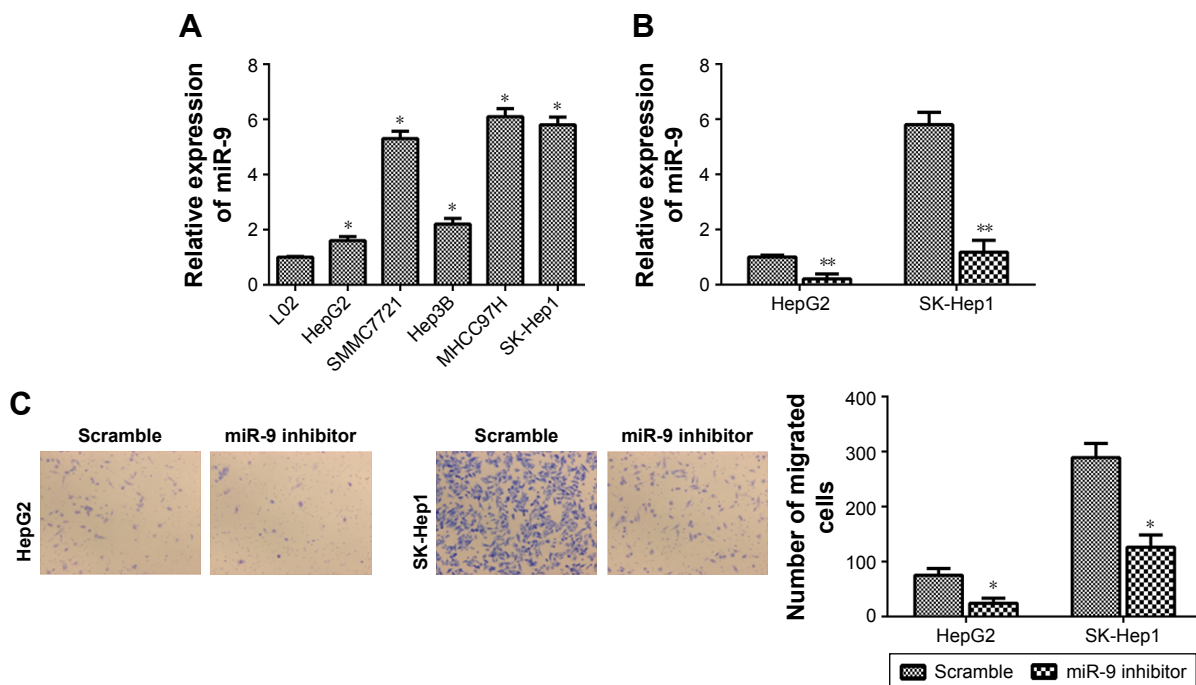 A
Relative expression
of miR-9
8
6
4
2
0
*
*
*
*
*
L02
HepG2
SMMC7721
Hep3B
MHCC97H
SK-Hep1
B
Relative expression
of miR-9
8
6
4
2
0
**
**
HepG2
SK-Hep1
C
Scramble
miR-9 inhibitor
HepG2
Scramble
miR-9 inhibitor
SK-Hep1
Number of migrated
cells
400
300
200
100
0
*
*
HepG2
SK-Hep1
Scramble
miR-9 inhibitor